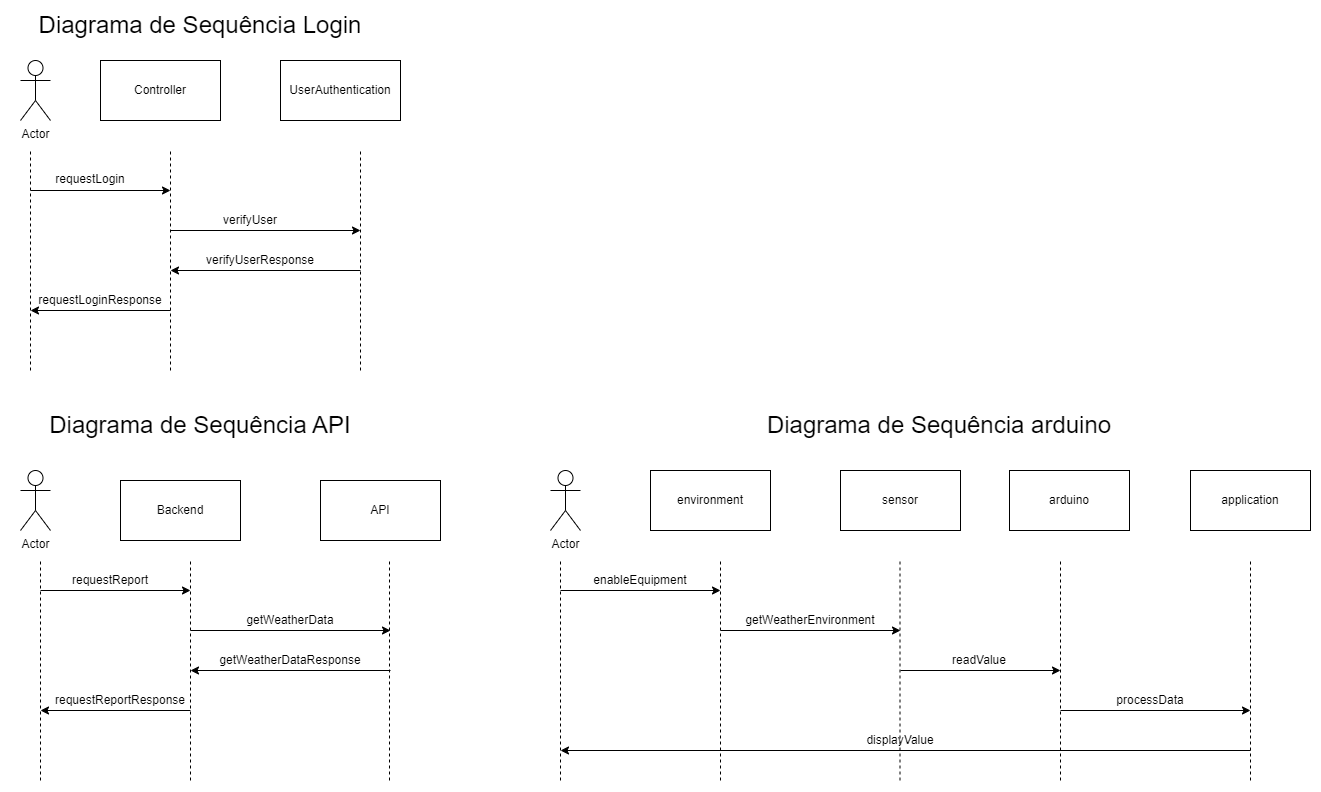 Diagrama de Sequência Login
Controller
UserAuthentication
Actor
requestLogin
verifyUser
verifyUserResponse
requestLoginResponse
Diagrama de Sequência API
Backend
API
Actor
requestReport
getWeatherData
getWeatherDataResponse
requestReportResponse
Diagrama de Sequência arduino
environment
sensor
arduino
application
Actor
enableEquipment
getWeatherEnvironment
readValue
processData
displayValue